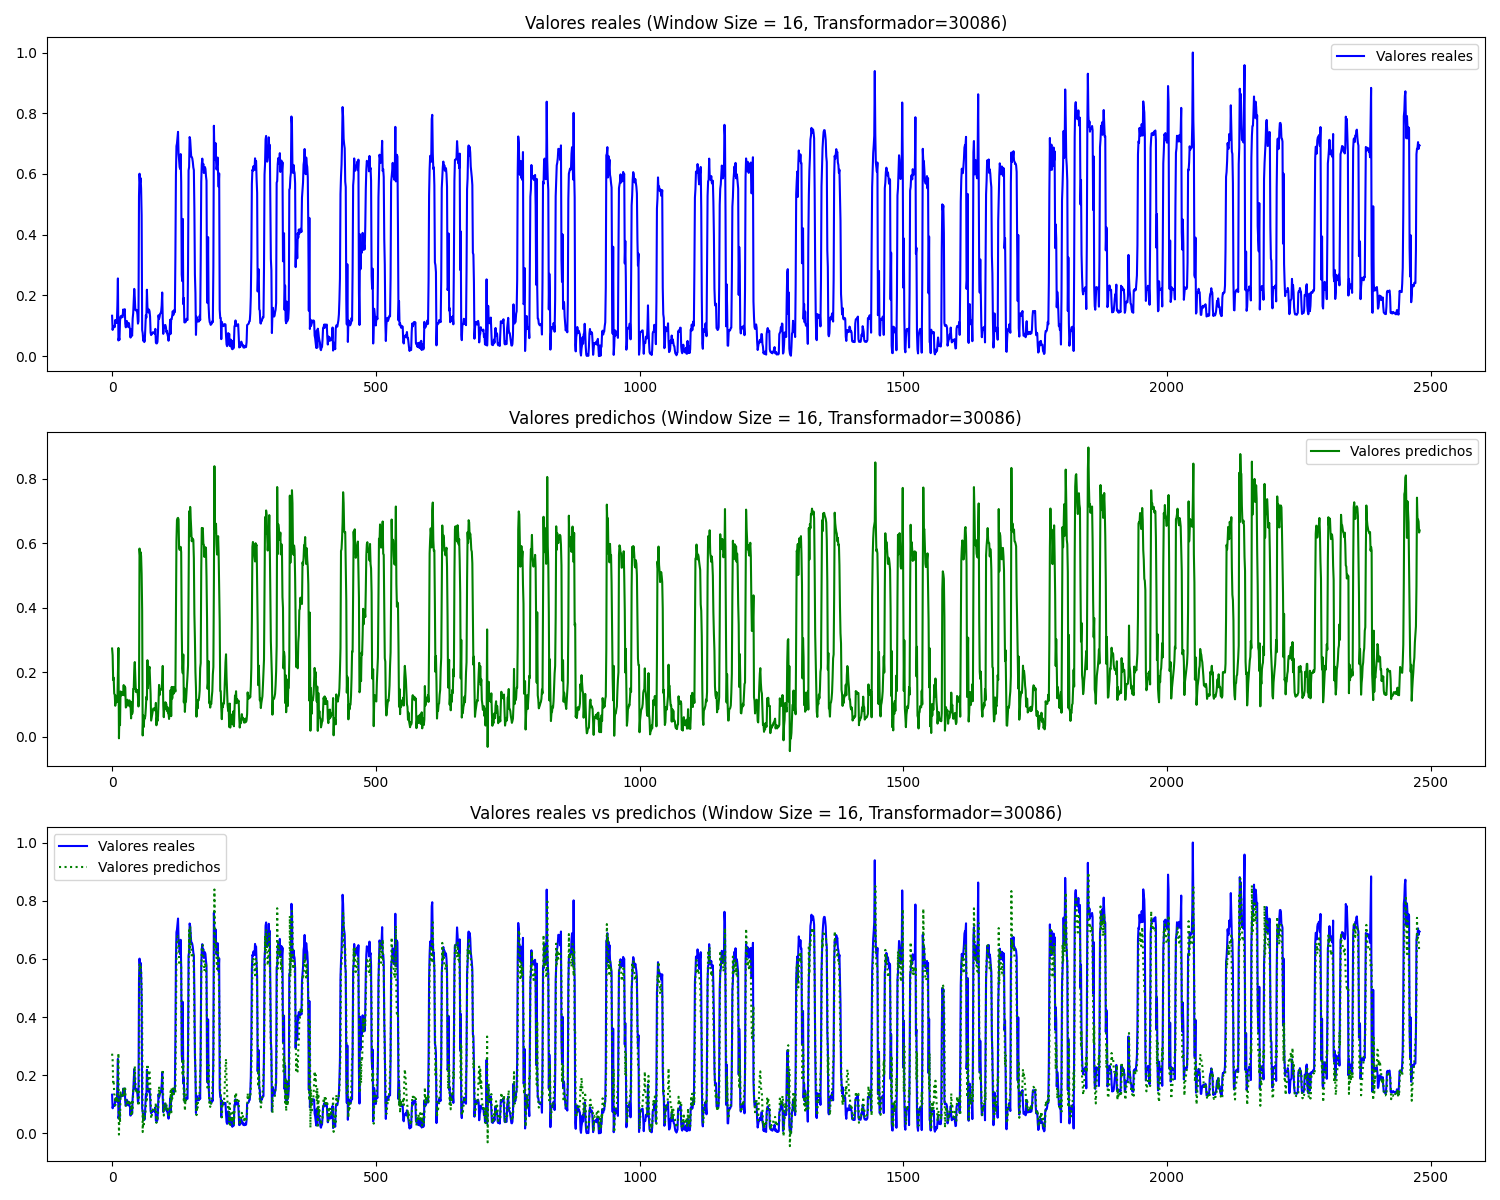 Valores reales (Window Size = 16, Transformador=30086)
Valores reales
1.0
0.8
0.6
0.4
0.2
0.0
0 500 1000 1500 2000 2500
Valores predichos (Window Size = 16, Transformador=30086)
Valores predichos
0.8
0.6
0.4
0.2
0.0
0 500 1000 1500 2000 2500
Valores reales vs predichos (Window Size = 16, Transformador=30086)
Valores reales
Valores predichos
1.0
0.8
0.6
0.4
0.2
0.0
0 500 1000 1500 2000 2500